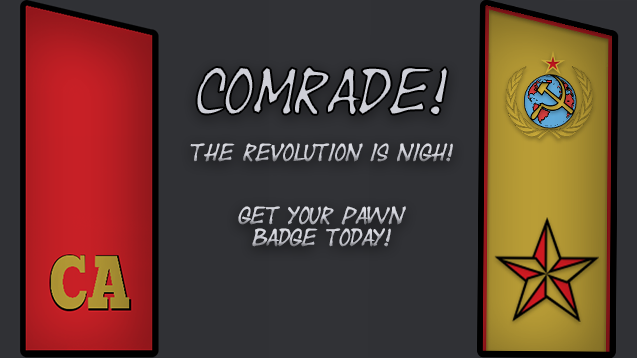 COMRADE!
THE REVOLUTION IS NIGH!
GET YOUR PAWN
BADGE TODAY!
CA